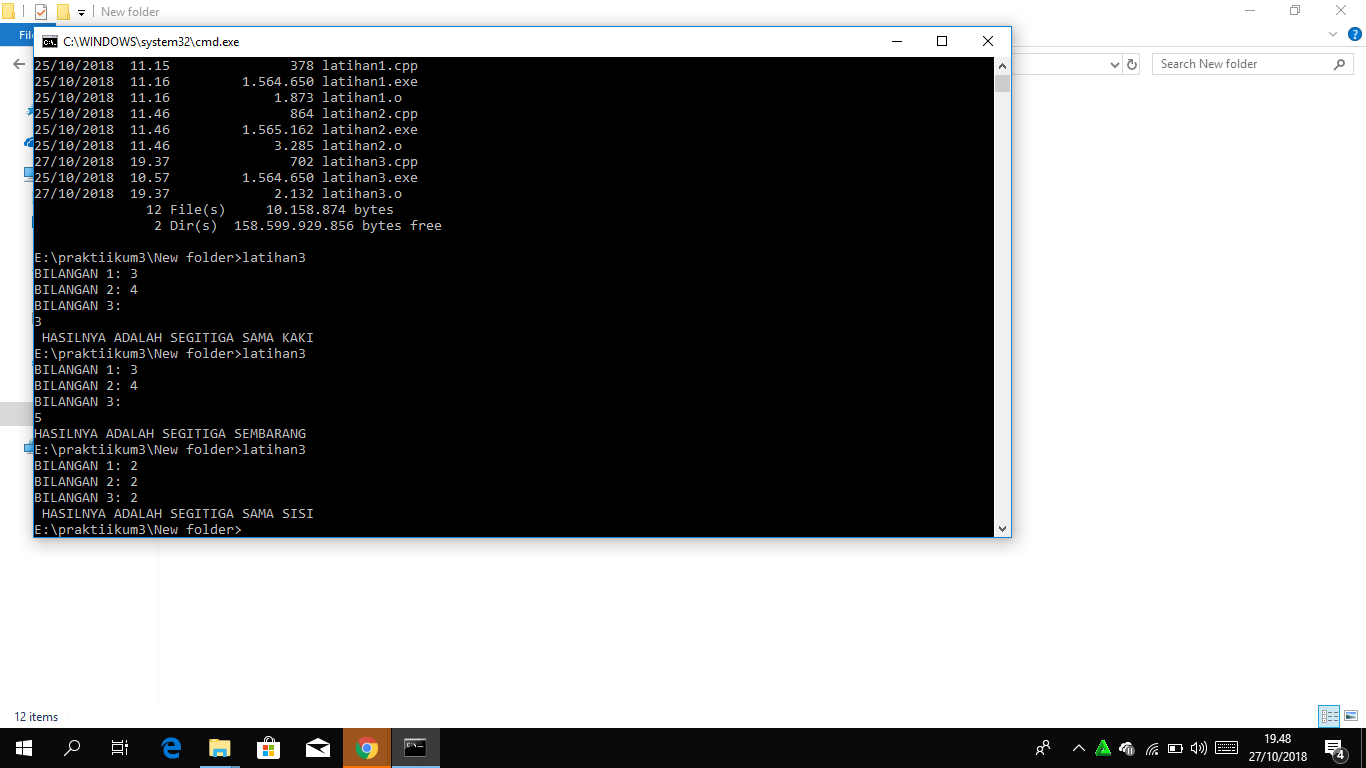 New folder
Fil
C:\WINDOWS\system32\cmd.exe
Search New folder
25/10/2018  11.15               378 latihan1.cpp
25/10/2018  11.16         1.564.650 latihan1.exe
25/10/2018  11.16             1.873 latihan1.o
25/10/2018  11.46               864 latihan2.cpp
25/10/2018  11.46         1.565.162 latihan2.exe
25/10/2018  11.46             3.285 latihan2.o
27/10/2018  19.37               702 latihan3.cpp
25/10/2018  10.57         1.564.650 latihan3.exe
27/10/2018  19.37             2.132 latihan3.o
12 File(s)     10.158.874 bytes
2 Dir(s)  158.599.929.856 bytes free
E:\praktiikum3\New folder>latihan3
BILANGAN 1: 3
BILANGAN 2: 4
BILANGAN 3:
3
HASILNYA ADALAH SEGITIGA SAMA KAKI
E:\praktiikum3\New folder>latihan3
BILANGAN 1: 3
BILANGAN 2: 4
BILANGAN 3:
5
HASILNYA ADALAH SEGITIGA SEMBARANG
E:\praktiikum3\New folder>latihan3
BILANGAN 1: 2
BILANGAN 2: 2
BILANGAN 3: 2
HASILNYA ADALAH SEGITIGA SAMA SISI
E:\praktiikum3\New folder>
12 items
19.48
27/10/2018
4